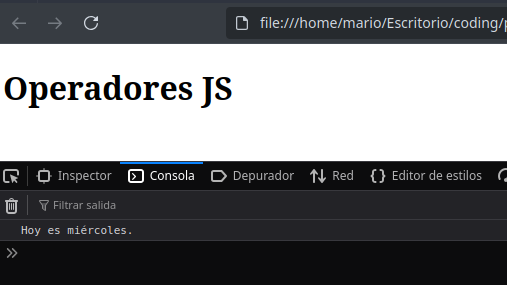 file:///home/mario/Escritorio/coding/
Operadores JS
Inspector Consola Depurador Red Editor de estilos
Filtrar salida
Hoy es miércoles.